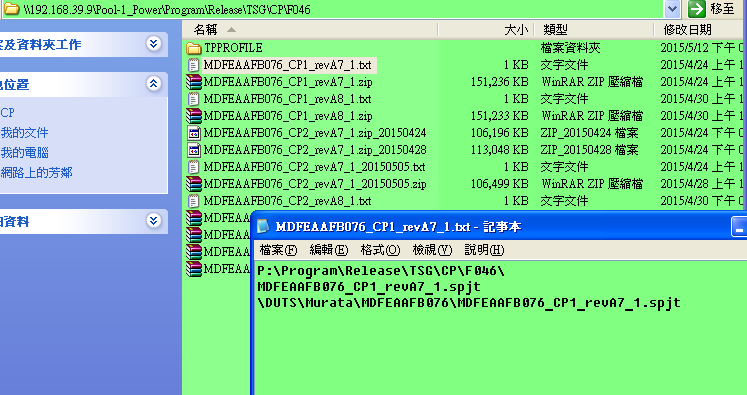 \\192.168.39.9\Pool-1_Power\Program\Release\TSG\CP\F046
移至
案及資料夾工作
位置
CP
我的文件
我的電腦
網路上的芳鄰
資料
名稱 大小 類型 修改日期
TPPROFILE 檔案資料夾 2015/5/12 下午
MDFEAAFB076_CP1_revA7_1.txt 1 KB 文字文件 2015/4/24 上午 1
MDFEAAFB076_CP1_revA7_1.zip 151,236 KB WinRAR ZIP 壓縮檔 2015/4/24 上午 1
MDFEAAFB076_CP1_revA8_1.txt 1 KB 文字文件 2015/4/30 上午 1
MDFEAAFB076_CP1_revA8_1.zip 151,233 KB WinRAR ZIP 壓縮檔 2015/4/30 上午 1
MDFEAAFB076_CP2_revA7_1.zip_20150424 106,196 KB ZIP_20150424 檔案 2015/4/24 上午 1
MDFEAAFB076_CP2_revA7_1.zip_20150428 113,048 KB ZIP_20150428 檔案 2015/4/24 下午 0
MDFEAAFB076_CP2_revA7_1_20150505.txt 1 KB 文字文件 2015/4/24 上午 1
MDFEAAFB076_CP2_revA7_1_20150505.zip 106,499 KB WinRAR ZIP 壓縮檔 2015/4/28 上午 1
MDFEAAFB076_CP2_revA8_1.txt 1 KB 文字文件 2015/4/30 下午 0
MDFEAA
MDFEAA
MDFEAA
MDFEAA
MDFEAAFB076_CP1_revA7_1.txt - 記事本
檔案(F) 編輯(E) 格式(O) 檢視(V) 說明(H)
P:\Program\Release\TSG\CP\F046\
MDFEAAFB076_CP1_revA7_1.spjt
\DUTS\Murata\MDFEAAFB076\MDFEAAFB076_CP1_revA7_1.spjt